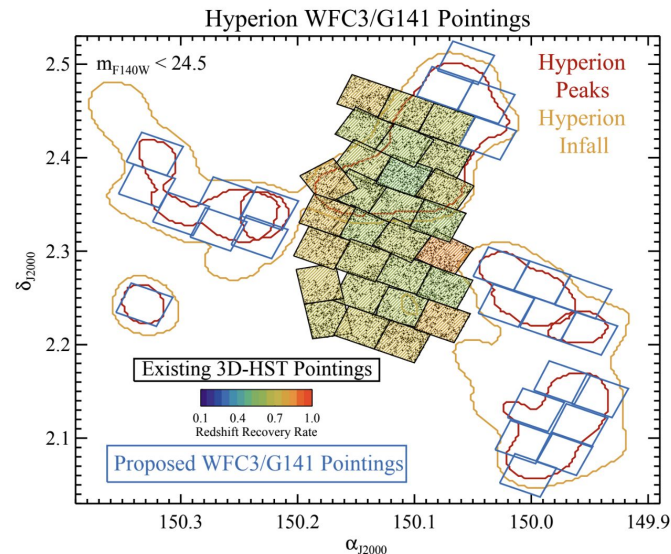 Hyperion WFC3/G141 Pointings
m_F140W < 24.5
Hyperion
Peaks
Hyperion
Infall
2.5
2.4
2.3
2.2
2.1
δ_J2000
Existing 3D-HST Pointings
0.1 0.4 0.7 1.0
Redshift Recovery Rate
Proposed WFC3/G141 Pointings
150.3 150.2 150.1 150.0 149.9
α_J2000